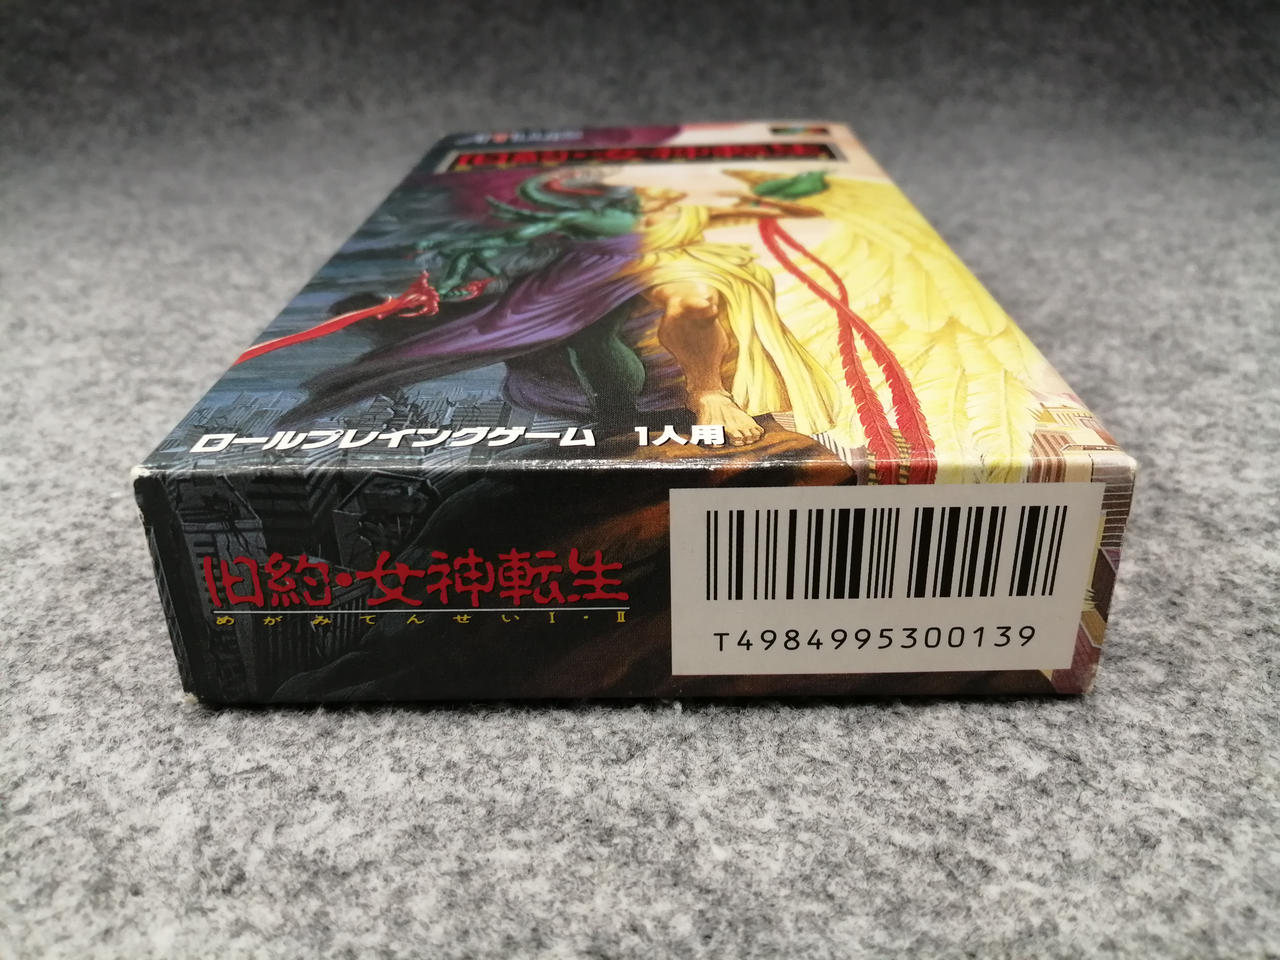 ロールプレイングゲーム 1人用
旧約・女神転生
めがみてんせいⅠ・Ⅱ
T4984995300139